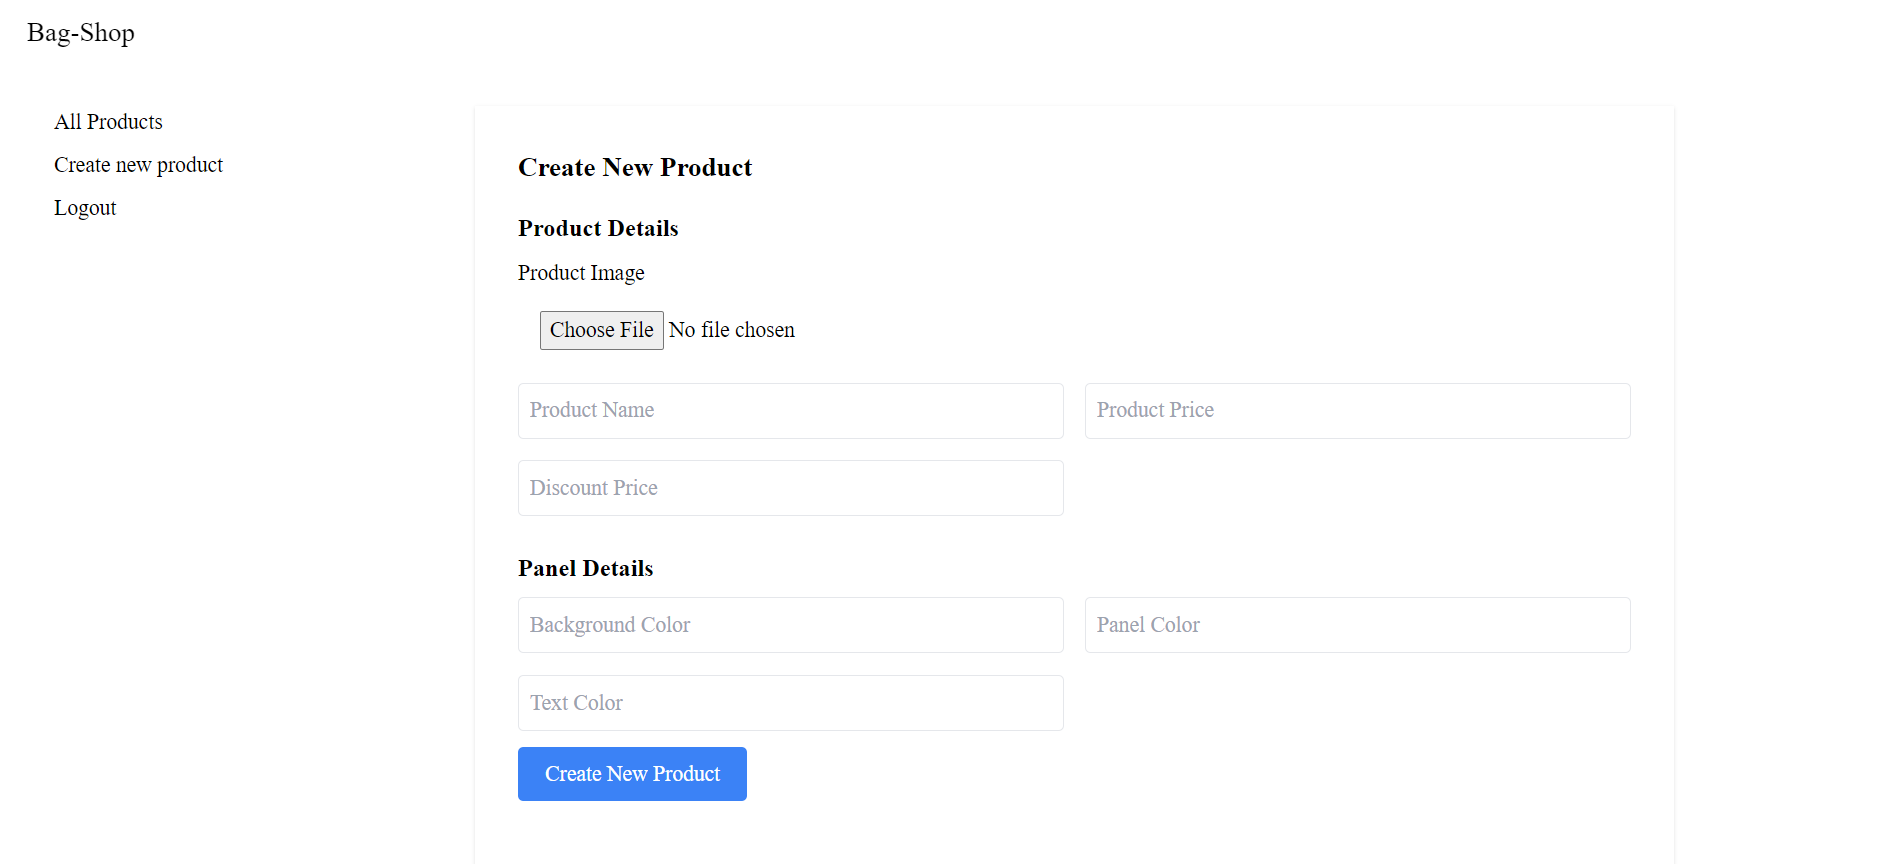 Bag-Shop
All Products
Create new product
Logout
Create New Product
Product Details
Product Image
Choose File No file chosen
Product Name
Product Price
Discount Price
Panel Details
Background Color
Panel Color
Text Color
Create New Product